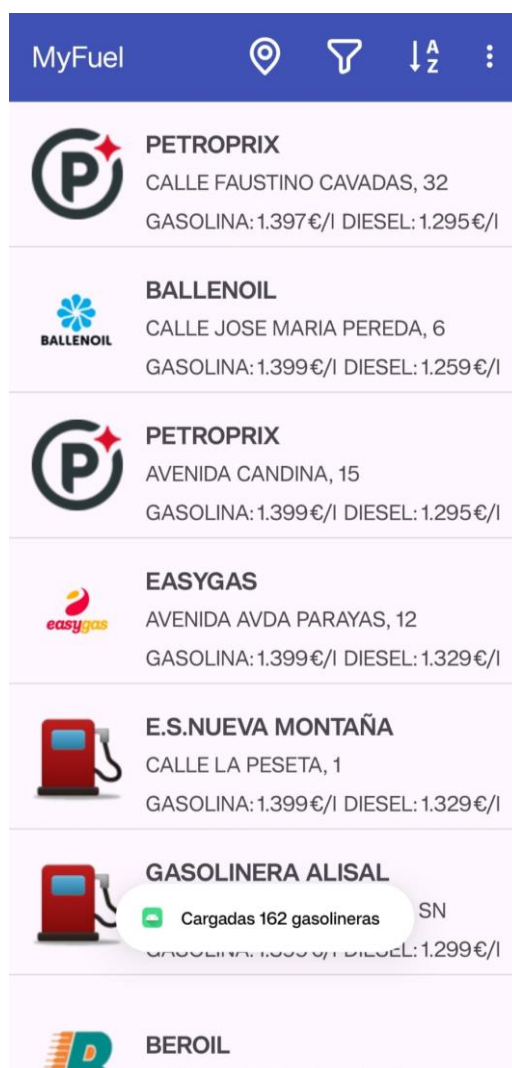 MyFuel
A
Z
P
PETROPRIX
CALLE FAUSTINO CAVADAS, 32
GASOLINA: 1.397€/l DIESEL: 1.295€/l
BALLENOIL
BALLENOIL
CALLE JOSE MARIA PEREDA, 6
GASOLINA: 1.399€/l DIESEL: 1.259€/l
P
PETROPRIX
AVENIDA CANDINA, 15
GASOLINA: 1.399€/l DIESEL: 1.295€/l
easygas
EASYGAS
AVENIDA AVDA PARAYAS, 12
GASOLINA: 1.399€/l DIESEL: 1.329€/l
E.S.NUEVA MONTAÑA
CALLE LA PESETA, 1
GASOLINA: 1.399€/l DIESEL: 1.329€/l
GASOLINERA ALISAL
Cargadas 162 gasolineras
SN
1.299€/l
BEROIL